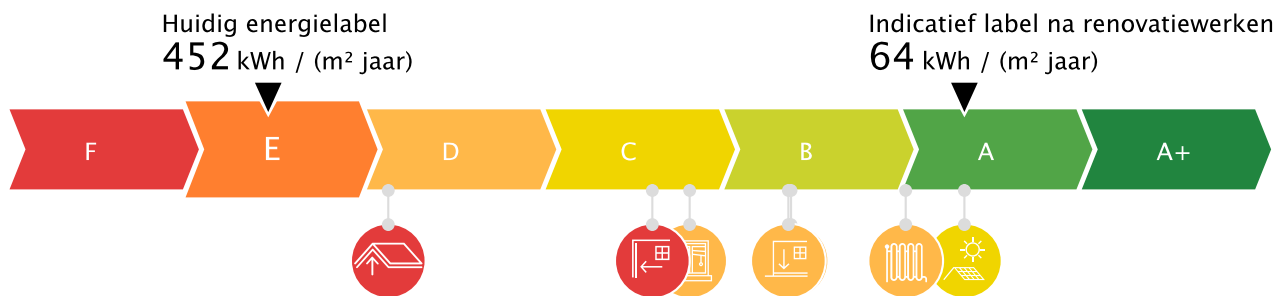 Huidig energielabel
452 kWh / (m² jaar)
Indicatief label na renovatiewerken
64 kWh / (m² jaar)
F E D C B A A+